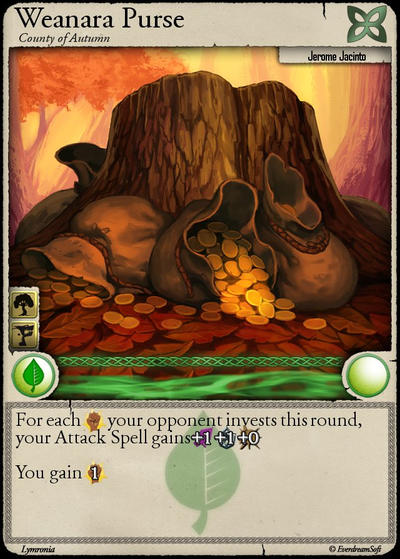 Weanara Purse
County of Autumn
Jerome Jacinto
For each your opponent invests this round,
your Attack Spell gains +1 +1 +0
You gain 1
Lymronia
© EverdreamSoft